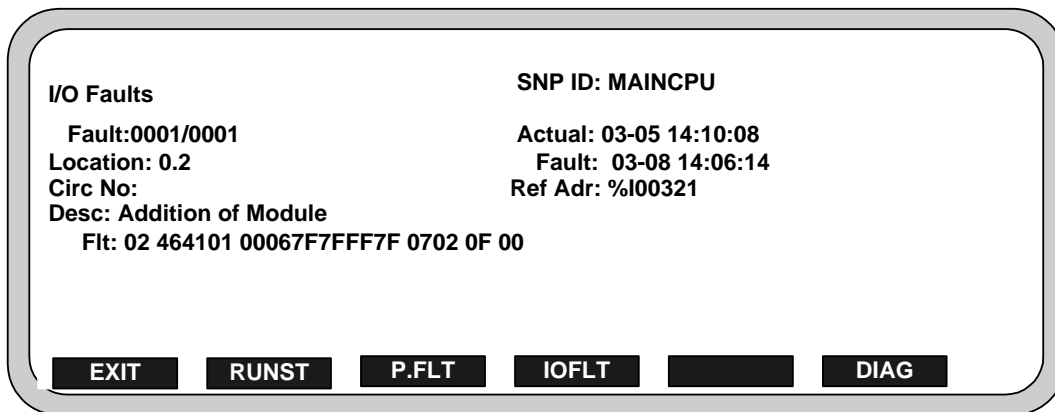 I/O Faults SNP ID: MAINCPU
Fault:0001/0001 Actual: 03-05 14:10:08
Location: 0.2 Fault: 03-08 14:06:14
Circ No: Ref Adr: %I00321
Desc: Addition of Module
Flt: 02 464101 00067F7FFF7F 0702 0F 00
EXIT RUNST P.FLT IOFLT DIAG